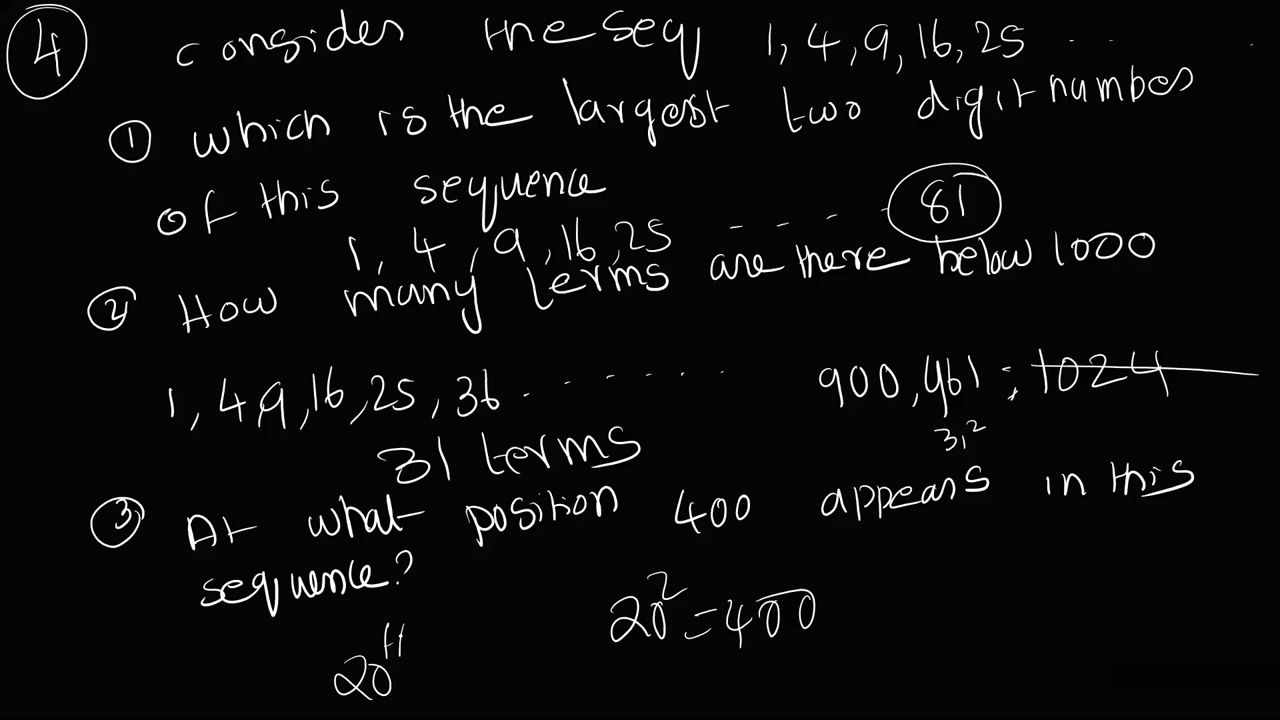 4 consider the seq 1, 4, 9, 16, 25 ...
① which is the largest two digit number
of this sequence
1, 4, 9, 16, 25 - - - - - 81
② How many terms are there below 1000
1, 4, 9, 16, 25, 36 . . . . . . . 900, 961, 1024
31²
31 terms
③ At what position 400 appears in this
sequence?
20² = 400
20th